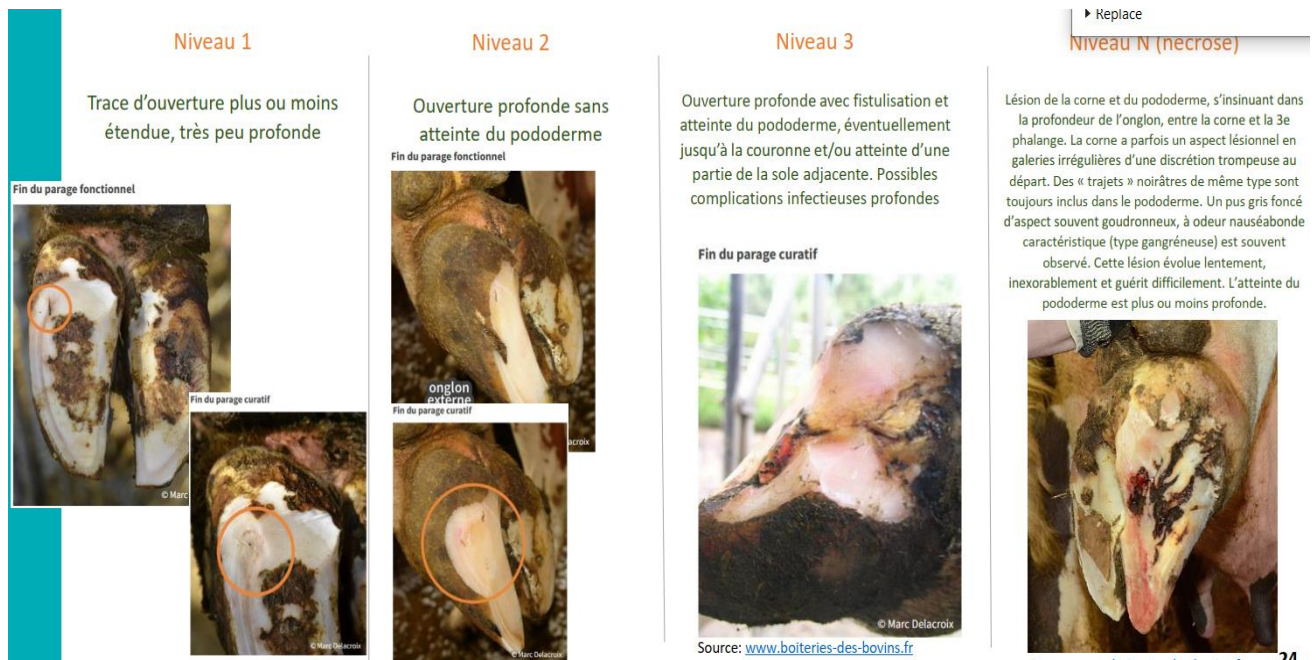 Replace
Niveau 1
Trace d'ouverture plus ou moins
étendue, très peu profonde
Fin du parage fonctionnel
© Marc
Fin du parage curatif
© Marc Delacroix
Niveau 2
Ouverture profonde sans
atteinte du pododerme
Fin du parage fonctionnel
onglon
externe
acroix
Fin du parage curatif
© Marc Delacroix
Niveau 3
Ouverture profonde avec fistulisation et
atteinte du pododerme, éventuellement
jusqu'à la couronne et/ou atteinte d'une
partie de la sole adjacente. Possibles
complications infectieuses profondes
Fin du parage curatif
© Marc Delacroix
Source: www.boiteries-des-bovins.fr
Niveau N (nécrose)
Lésion de la corne et du pododerme, s'insinuant dans
la profondeur de l'onglon, entre la corne et la 3e
phalange. La corne a parfois un aspect lésionnel en
galeries irrégulières d'une discrétion trompeuse au
départ. Des « trajets » noirâtres de même type sont
toujours inclus dans le pododerme. Un pus gris foncé
d'aspect souvent goudronneux, à odeur nauséabonde
caractéristique (type gangréneuse) est souvent
observé. Cette lésion évolue lentement,
inexorablement et guérit difficilement. L'atteinte du
pododerme est plus ou moins profonde.
24